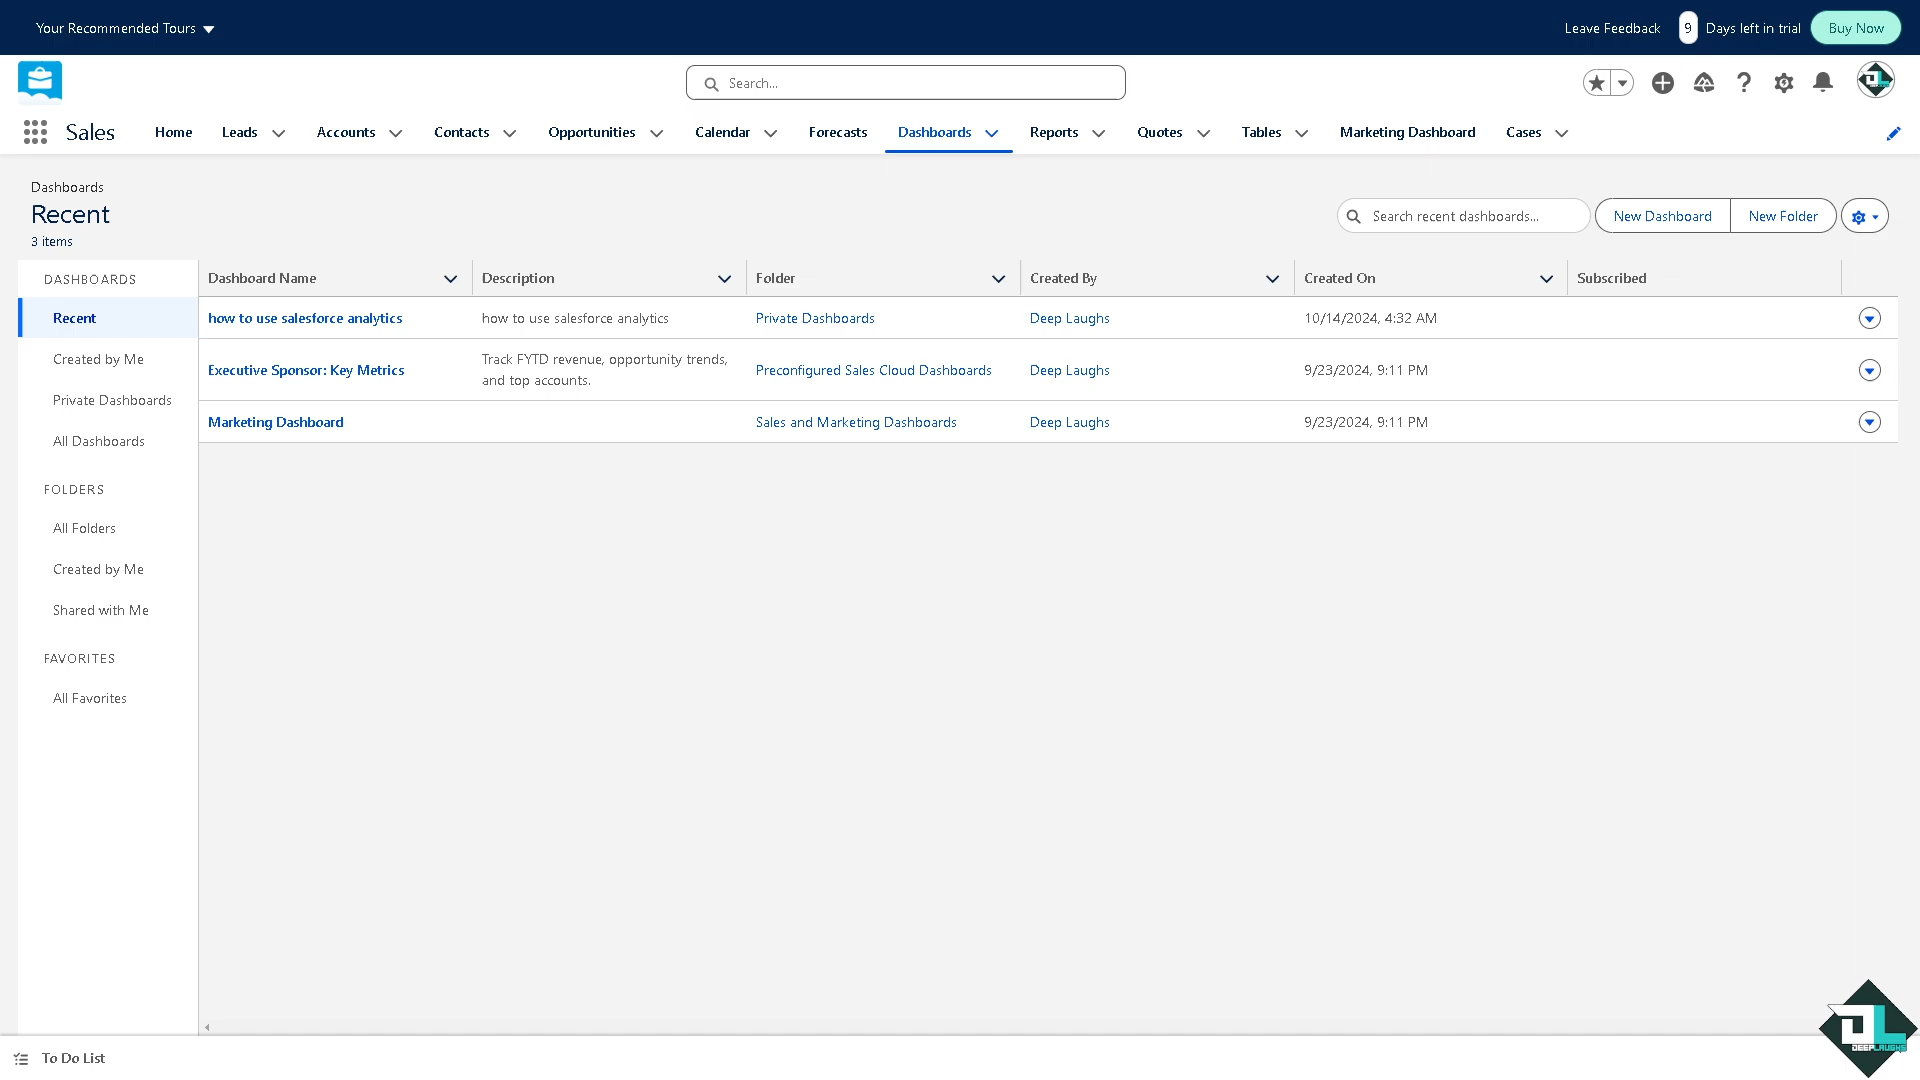 Your Recommended Tours
Leave Feedback 9 Days left in trial Buy Now
Search...
Sales Home Leads Accounts Contacts Opportunities Calendar Forecasts Dashboards Reports Quotes Tables Marketing Dashboard Cases
Dashboards
Recent
3 items
Search recent dashboards...
New Dashboard
New Folder
DASHBOARDS
Recent
Created by Me
Private Dashboards
All Dashboards
FOLDERS
All Folders
Created by Me
Shared with Me
FAVORITES
All Favorites
Dashboard Name Description Folder Created By Created On Subscribed
how to use salesforce analytics how to use salesforce analytics Private Dashboards Deep Laughs 10/14/2024, 4:32 AM
Executive Sponsor: Key Metrics Track FYTD revenue, opportunity trends,
and top accounts. Preconfigured Sales Cloud Dashboards Deep Laughs 9/23/2024, 9:11 PM
Marketing Dashboard Sales and Marketing Dashboards Deep Laughs 9/23/2024, 9:11 PM
To Do List
DL
DEEPLAUGHS